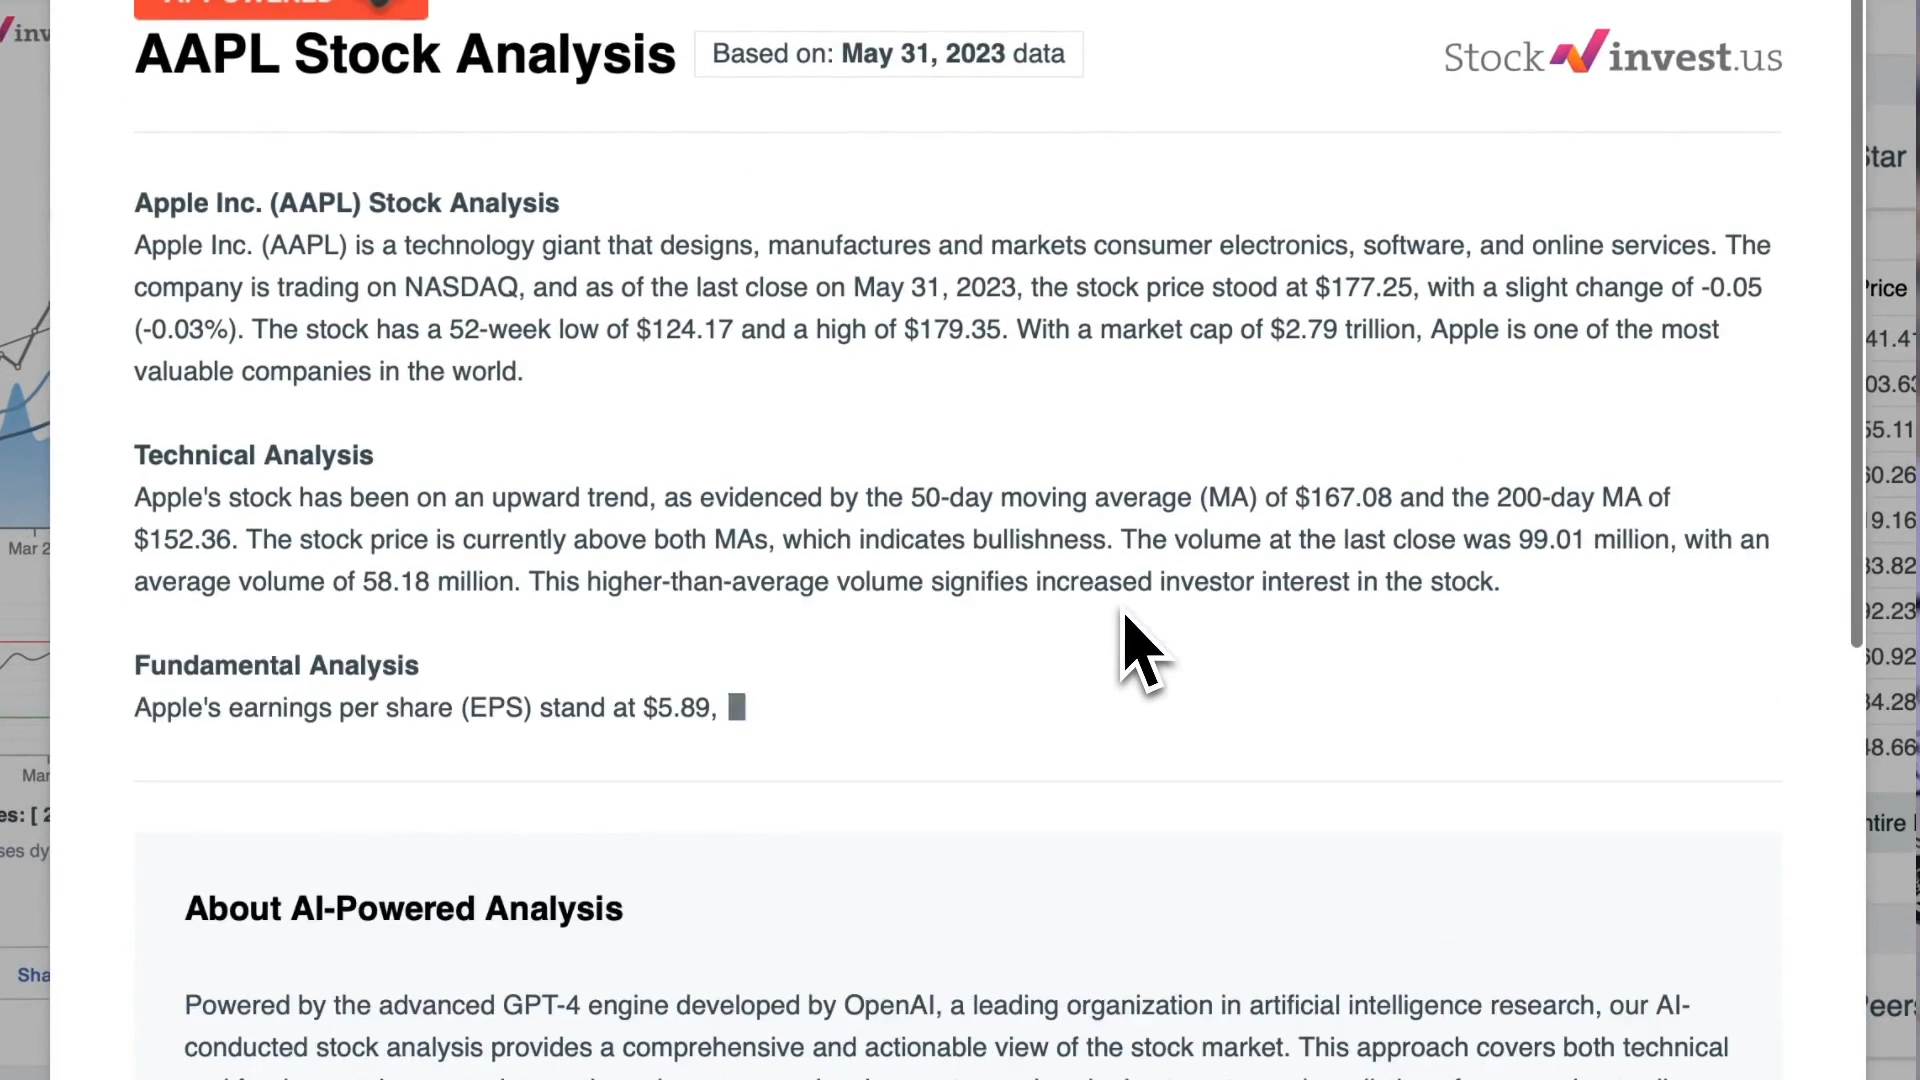 AAPL Stock Analysis
Based on: May 31, 2023 data
Stock invest.us
Apple Inc. (AAPL) Stock Analysis
Apple Inc. (AAPL) is a technology giant that designs, manufactures and markets consumer electronics, software, and online services. The
company is trading on NASDAQ, and as of the last close on May 31, 2023, the stock price stood at $177.25, with a slight change of -0.05
(-0.03%). The stock has a 52-week low of $124.17 and a high of $179.35. With a market cap of $2.79 trillion, Apple is one of the most
valuable companies in the world.
Technical Analysis
Apple's stock has been on an upward trend, as evidenced by the 50-day moving average (MA) of $167.08 and the 200-day MA of
$152.36. The stock price is currently above both MAs, which indicates bullishness. The volume at the last close was 99.01 million, with an
average volume of 58.18 million. This higher-than-average volume signifies increased investor interest in the stock.
Fundamental Analysis
Apple's earnings per share (EPS) stand at $5.89,
About AI-Powered Analysis
Powered by the advanced GPT-4 engine developed by OpenAI, a leading organization in artificial intelligence research, our AI-
conducted stock analysis provides a comprehensive and actionable view of the stock market. This approach covers both technical